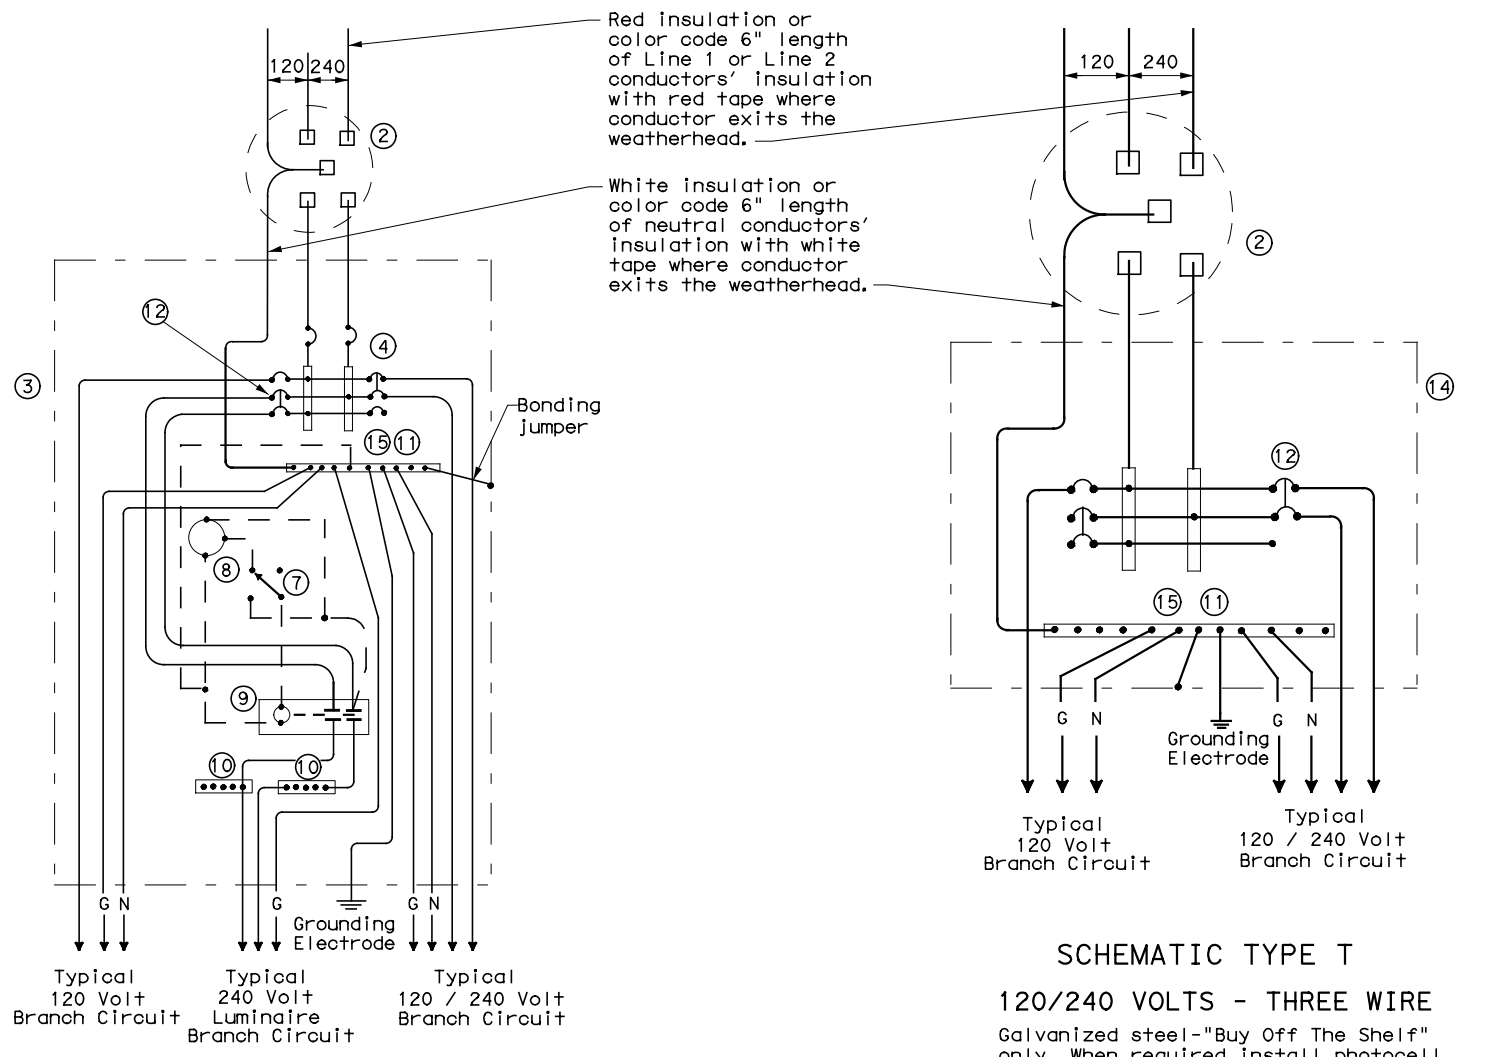 Red insulation or
color code 6" length
of Line 1 or Line 2
conductors' insulation
with red tape where
conductor exits the
weatherhead.
White insulation or
color code 6" length
of neutral conductors'
insulation with white
tape where conductor
exits the weatherhead.
120 240
2
12
4
3
15 11
Bonding
jumper
8
7
9
10
10
G N
G
G N
Grounding
Electrode
Typical
120 Volt
Branch Circuit
Typical
240 Volt
Luminaire
Branch Circuit
Typical
120 / 240 Volt
Branch Circuit
120 240
2
14
12
15 11
G N
G N
Grounding
Electrode
Typical
120 Volt
Branch Circuit
Typical
120 / 240 Volt
Branch Circuit
SCHEMATIC TYPE T
120/240 VOLTS - THREE WIRE
Galvanized steel-"Buy Off The Shelf"
only. When required install photocell